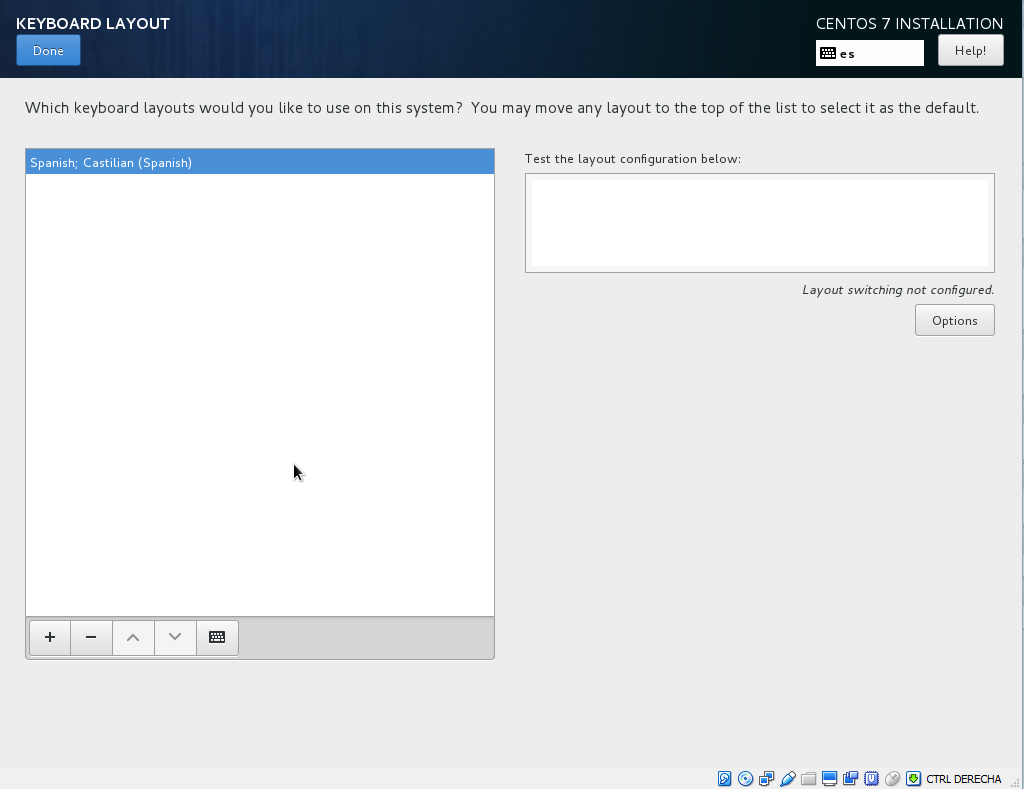 KEYBOARD LAYOUT
CENTOS 7 INSTALLATION
Done
es
Help!
Which keyboard layouts would you like to use on this system?  You may move any layout to the top of the list to select it as the default.
Spanish; Castilian (Spanish)
Test the layout configuration below:
Layout switching not configured.
Options
CTRL DERECHA